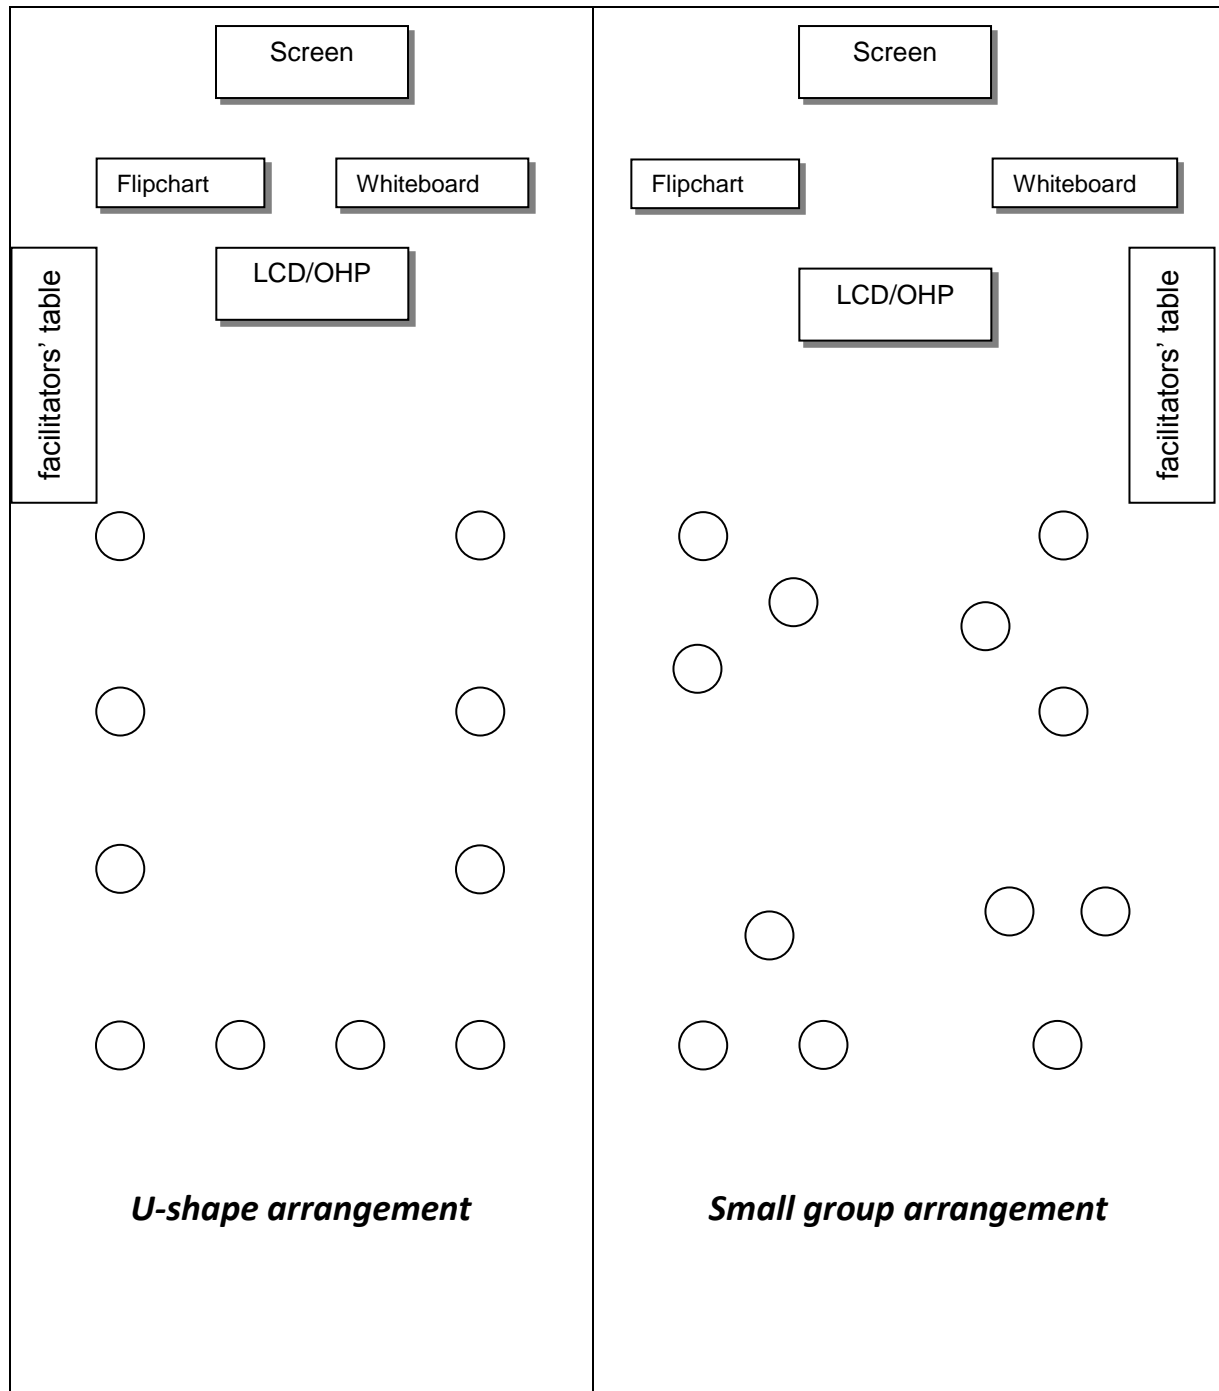 Screen
Flipchart
Whiteboard
LCD/OHP
facilitators’ table
U-shape arrangement
Screen
Flipchart
Whiteboard
LCD/OHP
facilitators’ table
Small group arrangement